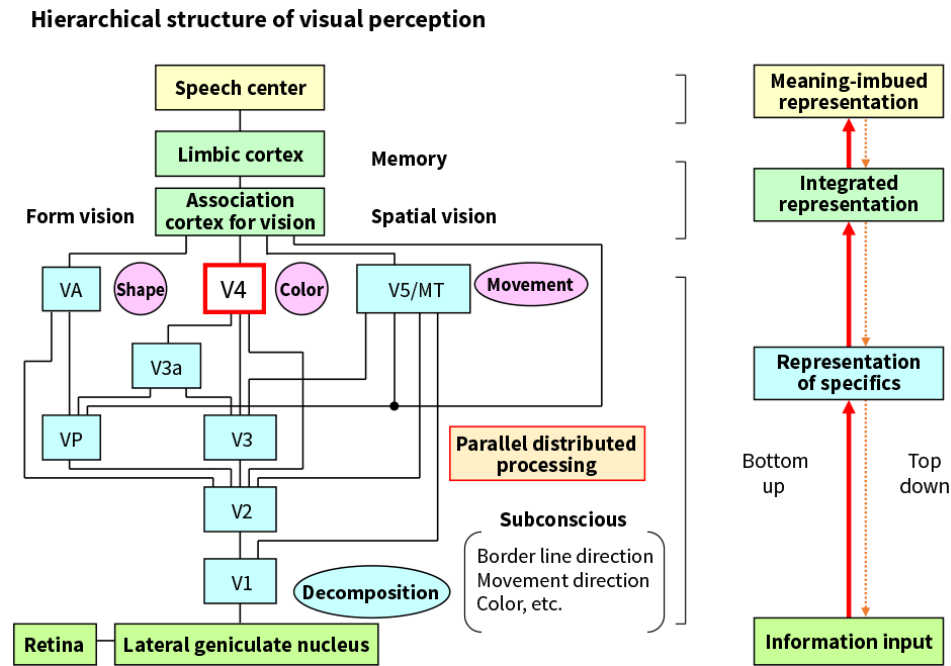 Hierarchical structure of visual perception
Speech center
Limbic cortex
Memory
Association
cortex for vision
Form vision
Spatial vision
VA
Shape
V4
Color
V5/MT
Movement
V3a
VP
V3
Parallel distributed
processing
V2
Subconscious
Border line direction
Movement direction
Color, etc.
V1
Decomposition
Retina
Lateral geniculate nucleus
Meaning-imbued
representation
Integrated
representation
Representation
of specifics
Bottom
up
Top
down
Information input